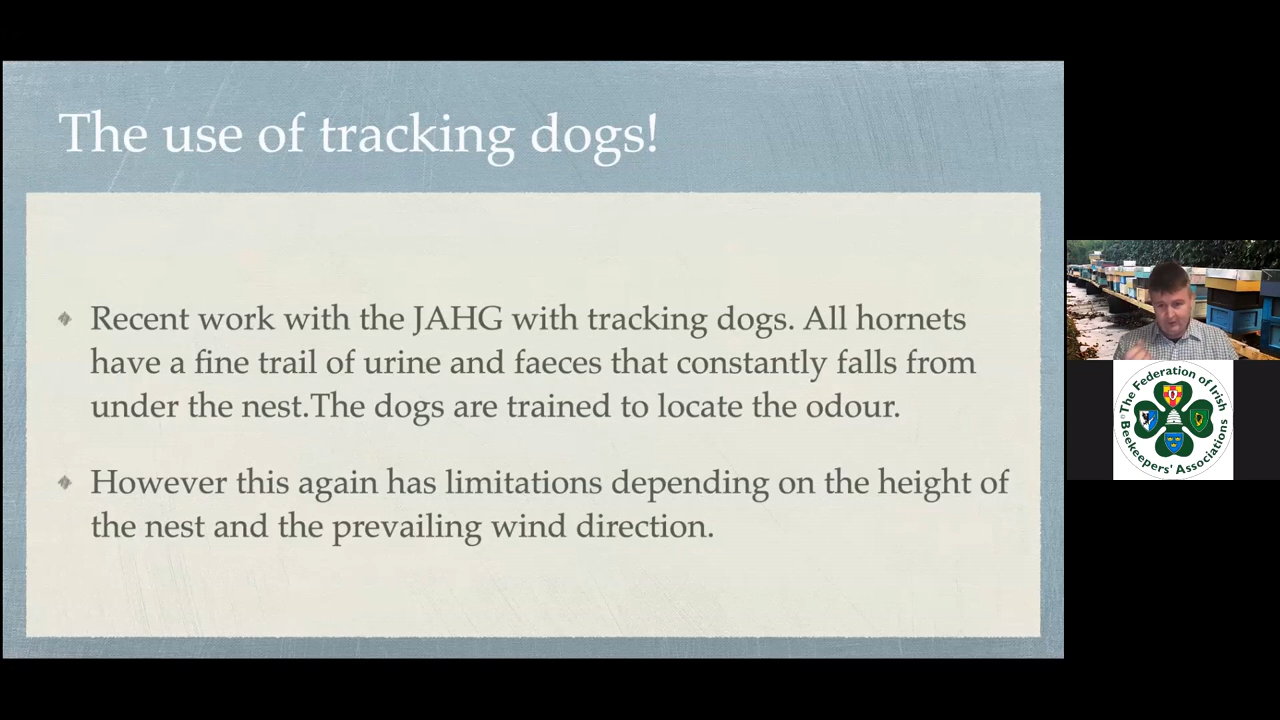 The use of tracking dogs!
Recent work with the JAHG with tracking dogs. All hornets
have a fine trail of urine and faeces that constantly falls from
under the nest.The dogs are trained to locate the odour.
However this again has limitations depending on the height of
the nest and the prevailing wind direction.
The Federation of Irish
Beekeepers' Associations